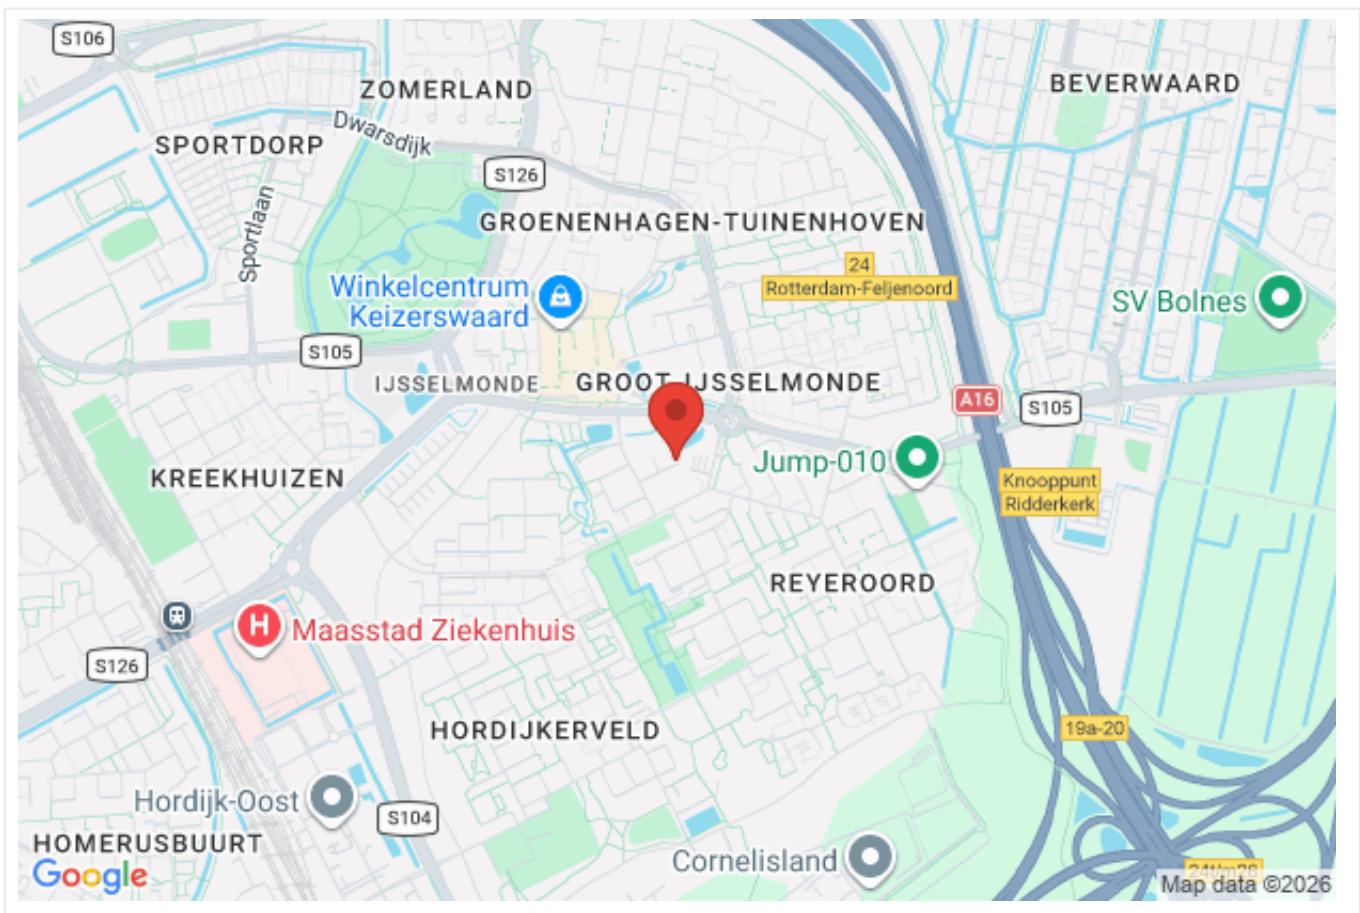 S106
ZOMERLAND
BEVERWAARD
Dwarsdijk
SPORTDORP
S126
Sportlaan
GROENENHAGEN-TUINENHOVEN
24
Rotterdam-Feijenoord
Winkelcentrum
Keizerswaard
SV Bolnes
S105
IJSSELMONDE
GROOT IJSSELMONDE
A16
S105
Jump-010
KREEKHUIZEN
Knooppunt
Ridderkerk
REYEROORD
H
Maasstad Ziekenhuis
S126
HORDIJKERVELD
19a-20
Hordijk-Oost
S104
HOMERUSBUURT
Cornelisland
Google
Map data ©2026